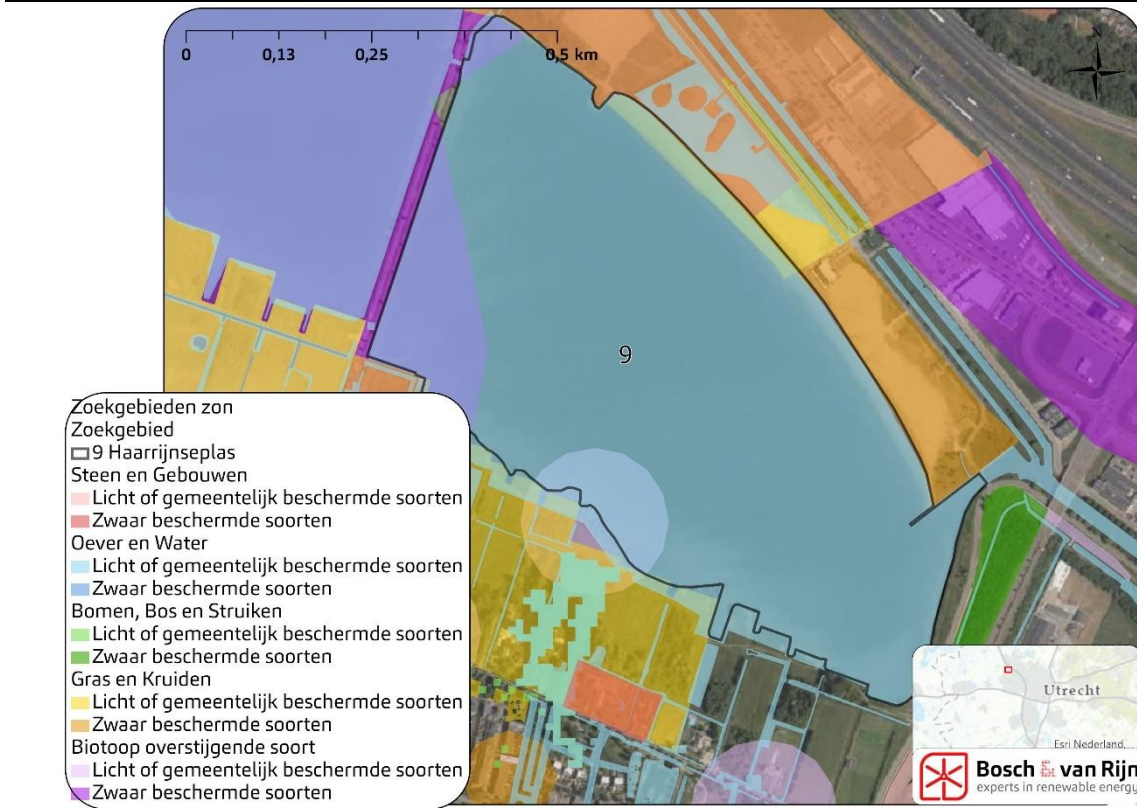 N
0 0,13 0,25 0,5 km
9
Zoekgebieden zon
Zoekgebied
9 Haarrijnseplas
Steen en Gebouwen
Licht of gemeentelijk beschermde soorten
Zwaar beschermde soorten
Oever en Water
Licht of gemeentelijk beschermde soorten
Zwaar beschermde soorten
Bomen, Bos en Struiken
Licht of gemeentelijk beschermde soorten
Zwaar beschermde soorten
Gras en Kruiden
Licht of gemeentelijk beschermde soorten
Zwaar beschermde soorten
Biotoop overstijgende soort
Licht of gemeentelijk beschermde soorten
Zwaar beschermde soorten
Utrecht
Esri Nederland,
Bosch & van Rijn
experts in renewable energy